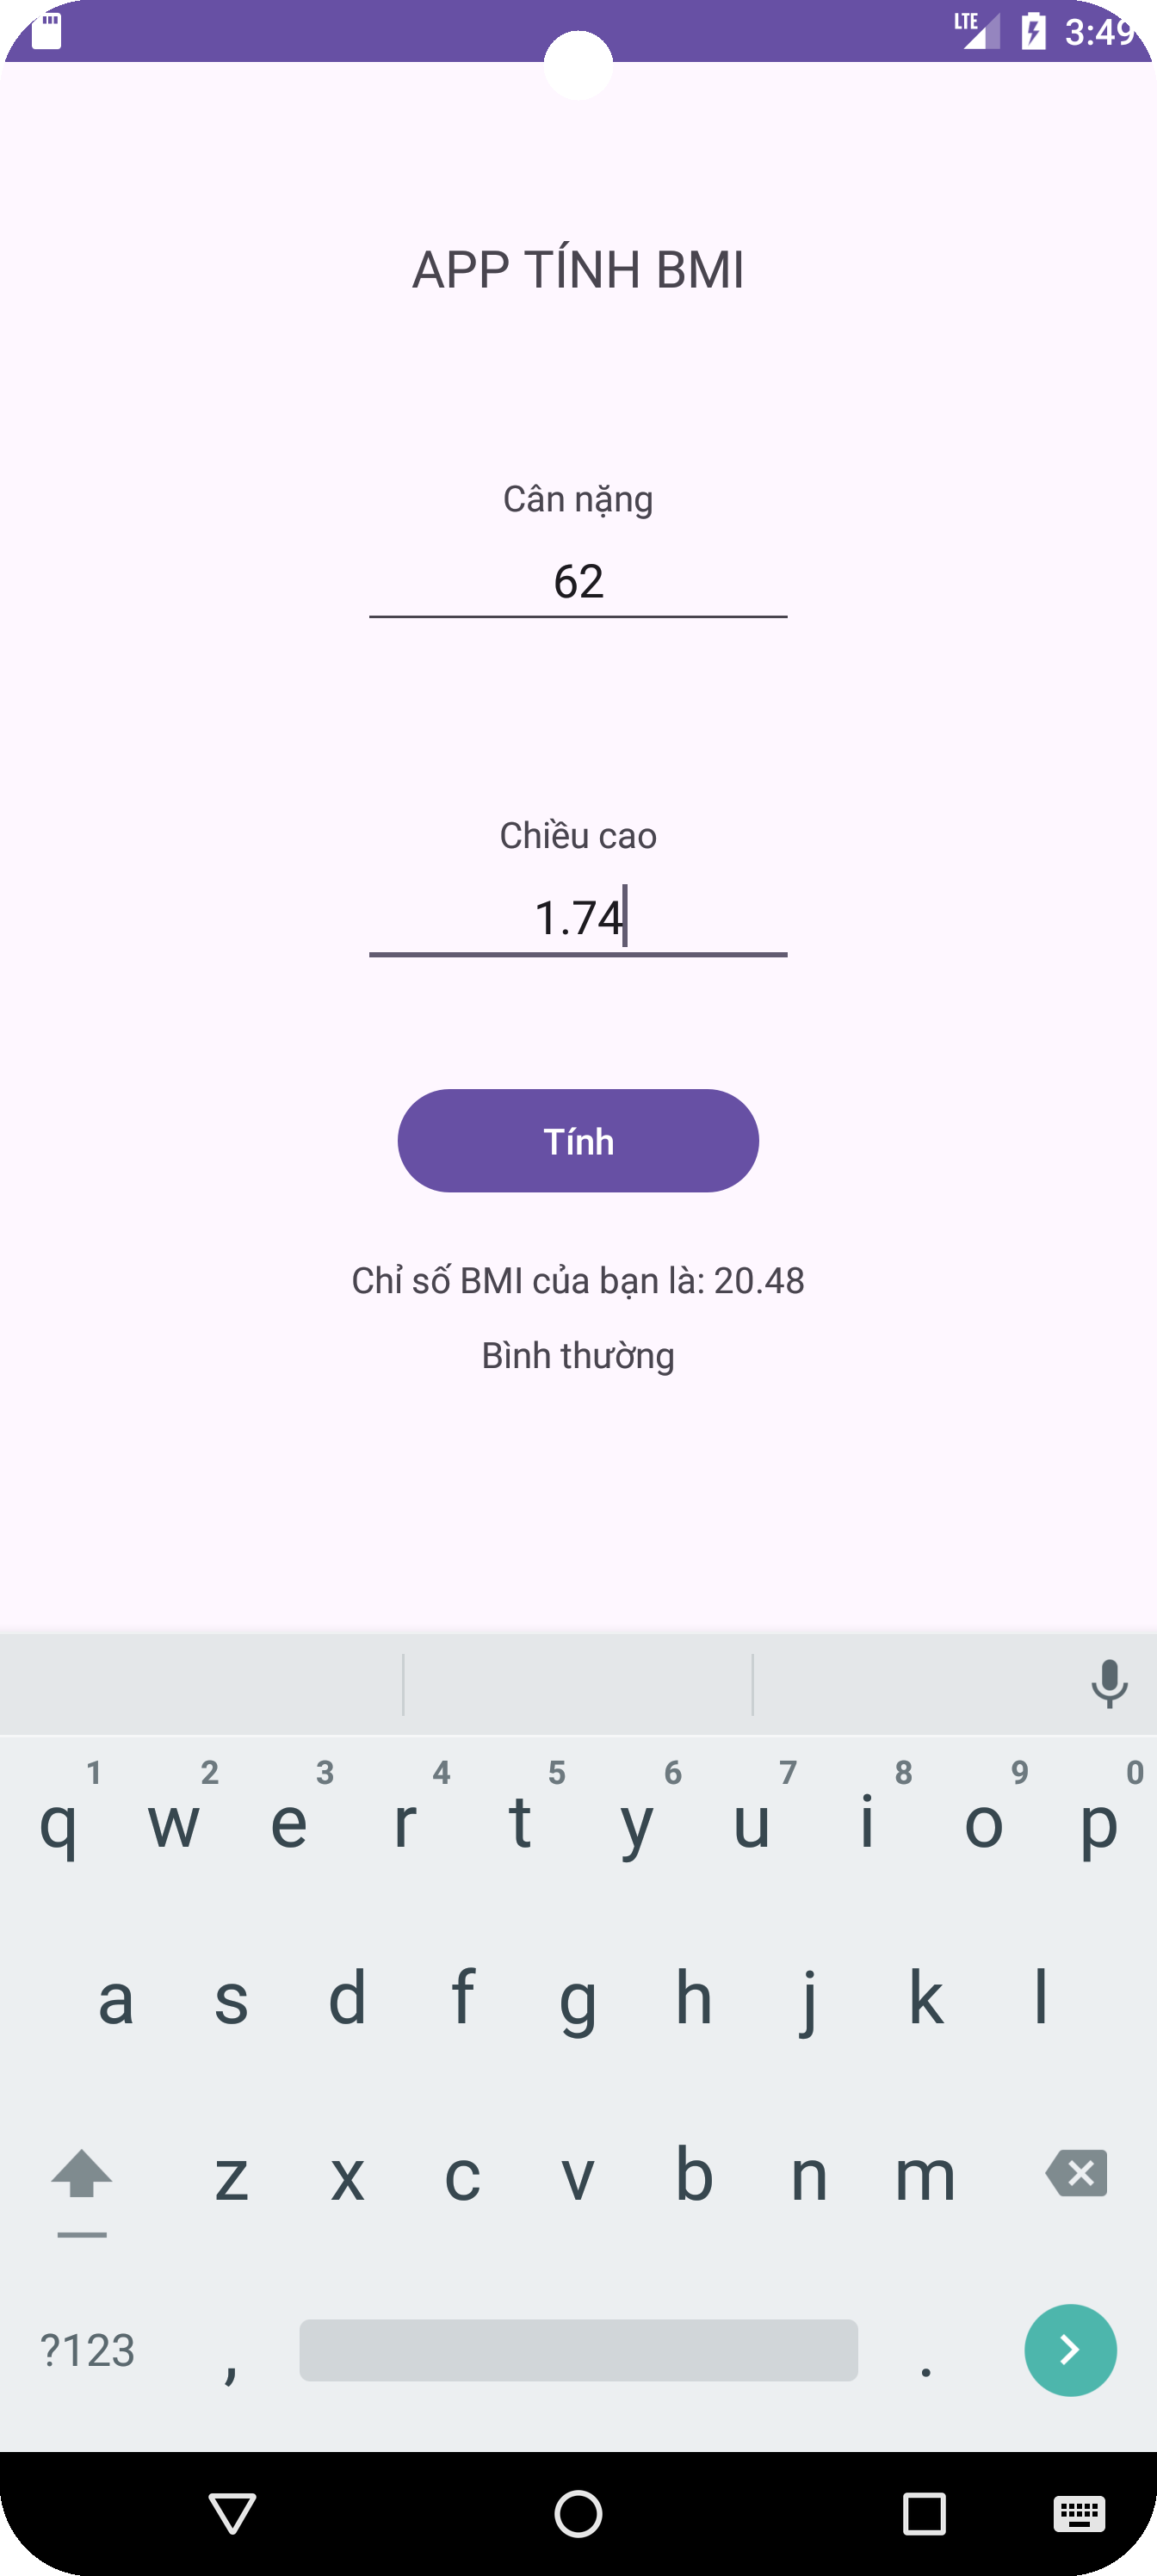 LTE 3:49
APP TÍNH BMI
Cân nặng
62
Chiều cao
1.74
Tính
Chỉ số BMI của bạn là: 20.48
Bình thường
1 2 3 4 5 6 7 8 9 0
q w e r t y u i o p
a s d f g h j k l
z x c v b n m
?123 , .